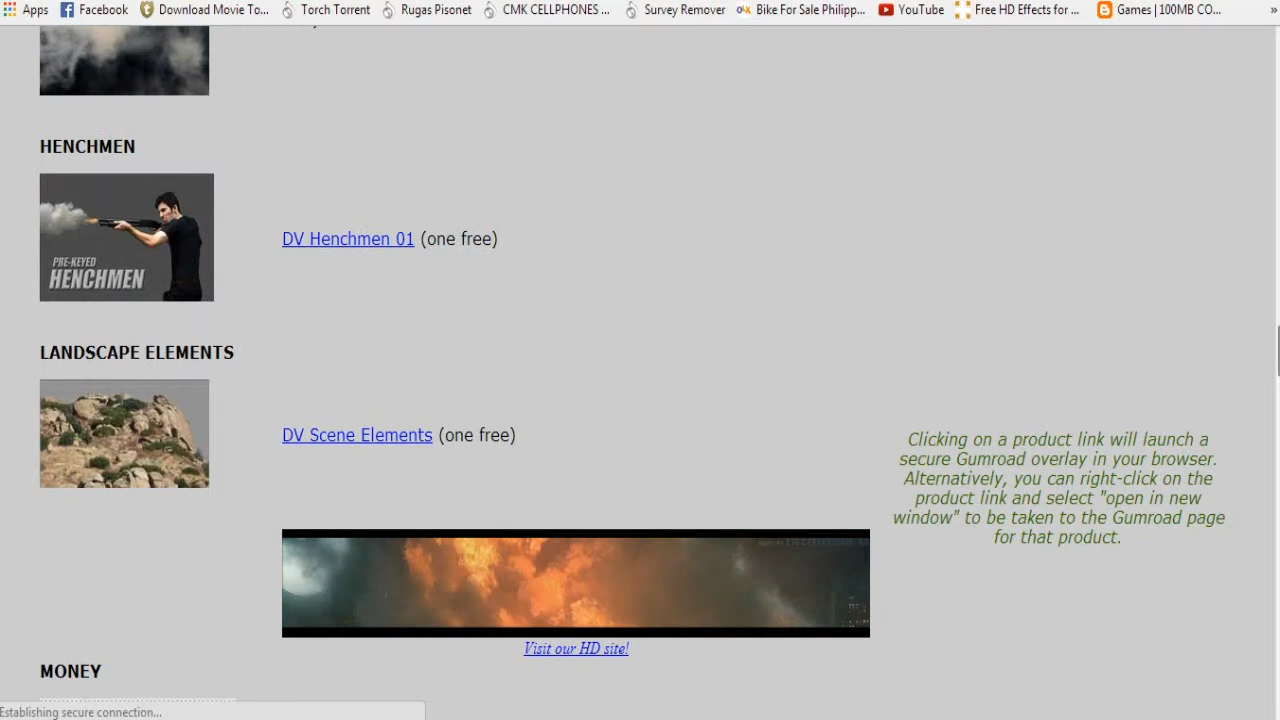 Apps Facebook Download Movie To... Torch Torrent Rugas Pisonet CMK CELLPHONES ... Survey Remover Bike For Sale Philipp... YouTube Free HD Effects for ... Games | 100MB CO... »
HENCHMEN
PRE-KEYED
HENCHMEN
DV Henchmen 01 (one free)
LANDSCAPE ELEMENTS
DV Scene Elements (one free)
Clicking on a product link will launch a
secure Gumroad overlay in your browser.
Alternatively, you can right-click on the
product link and select "open in new
window" to be taken to the Gumroad page
for that product.
Visit our HD site!
MONEY
Establishing secure connection...